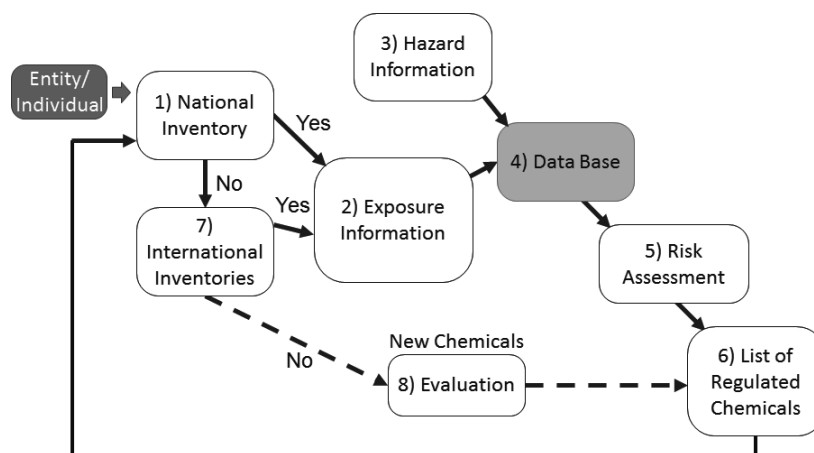 3) Hazard
Information
Entity/
Individual
1) National
Inventory
Yes
4) Data Base
No
Yes
2) Exposure
Information
7)
International
Inventories
5) Risk
Assessment
No
New Chemicals
8) Evaluation
6) List of
Regulated
Chemicals